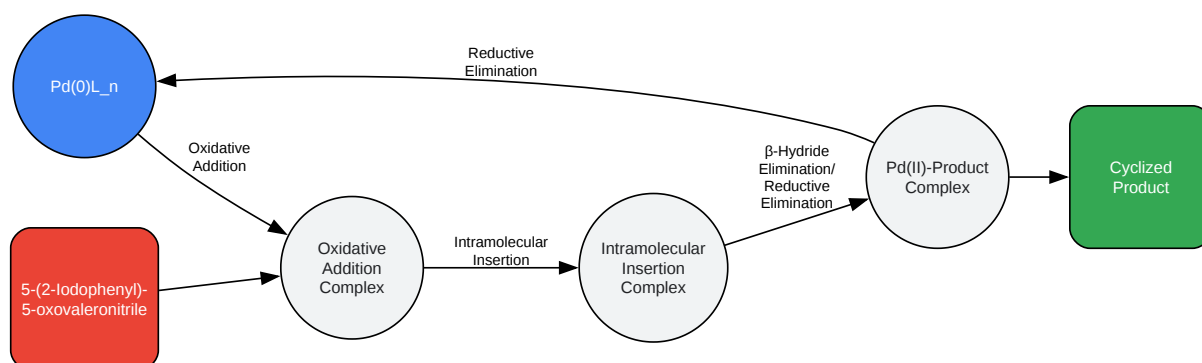 Reductive
Elimination
Pd(0)L_n
Oxidative
Addition
β-Hydride
Elimination/
Reductive
Elimination
Pd(II)-Product
Complex
Cyclized
Product
5-(2-Iodophenyl)-
5-oxovaleronitrile
Oxidative
Addition
Complex
Intramolecular
Insertion
Intramolecular
Insertion
Complex